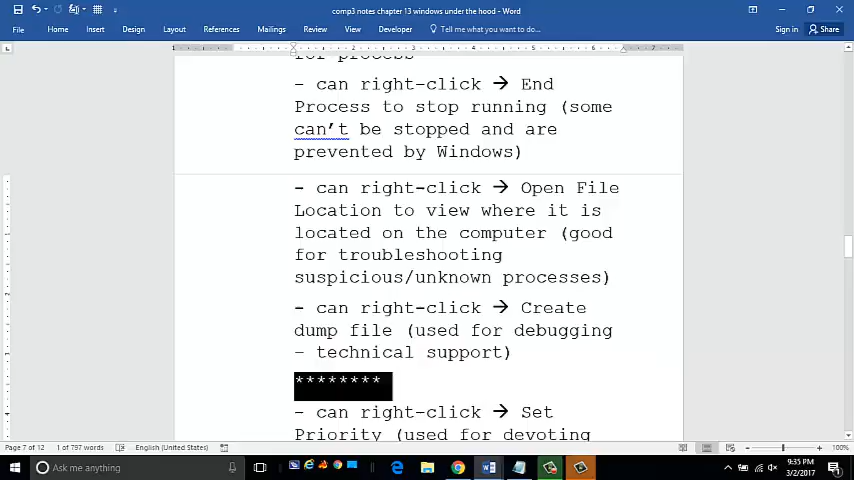 comp3 notes chapter 13 windows under the hood - Word
File Home Insert Design Layout References Mailings Review View Developer Tell me what you want to do... Sign in Share
for process
- can right-click → End
Process to stop running (some
can't be stopped and are
prevented by Windows)
- can right-click → Open File
Location to view where it is
located on the computer (good
for troubleshooting
suspicious/unknown processes)
- can right-click → Create
dump file (used for debugging
– technical support)
********
- can right-click → Set
Priority (used for devoting
Page 7 of 12 1 of 797 words English (United States) 100%
Ask me anything
9:35 PM
3/2/2017